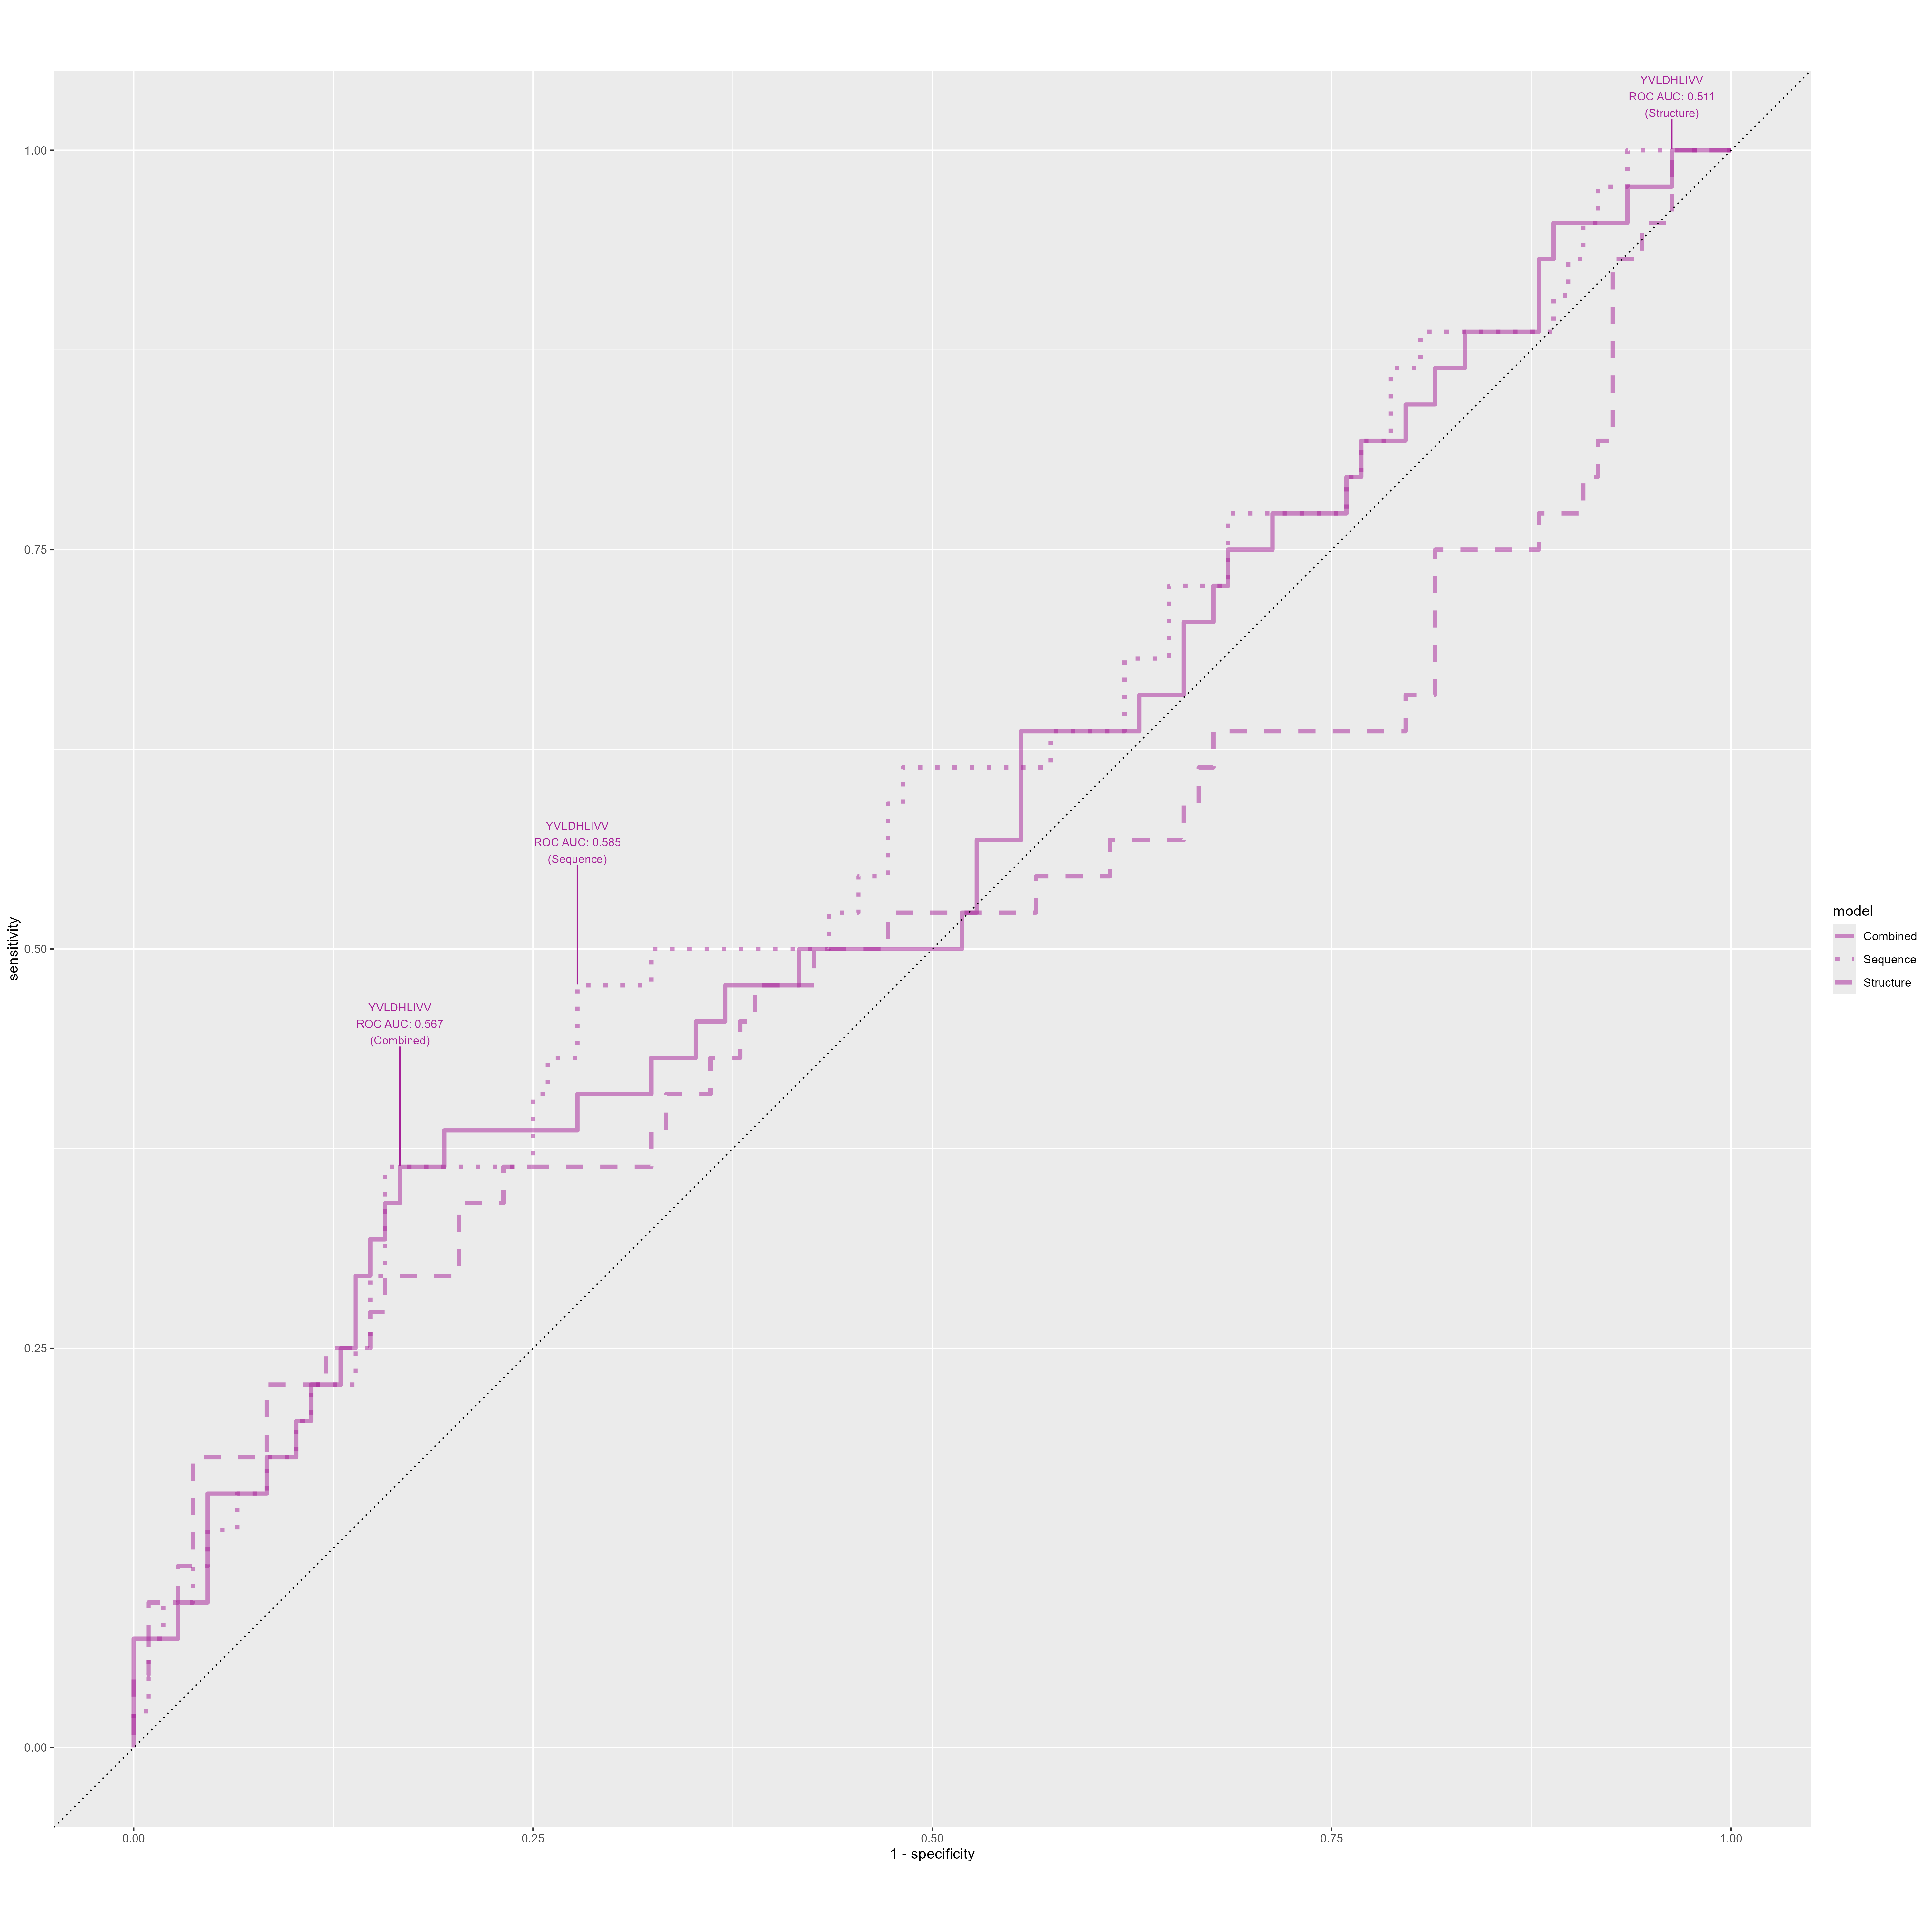 YVLDHLIVV
ROC AUC: 0.511
(Structure)
1.00
0.75
YVLDHLIVV
ROC AUC: 0.585
(Sequence)
model
Combined
Sequence
Structure
sensitivity
0.50
YVLDHLIVV
ROC AUC: 0.567
(Combined)
0.25
0.00
0.00
0.25
0.50
0.75
1.00
1 - specificity